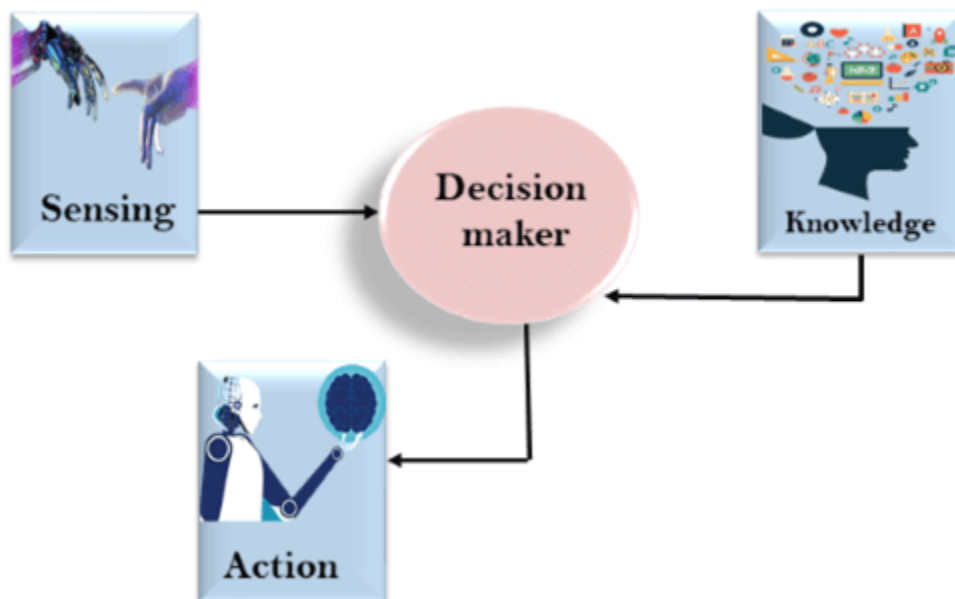 Sensing
Decision
maker
Knowledge
Action